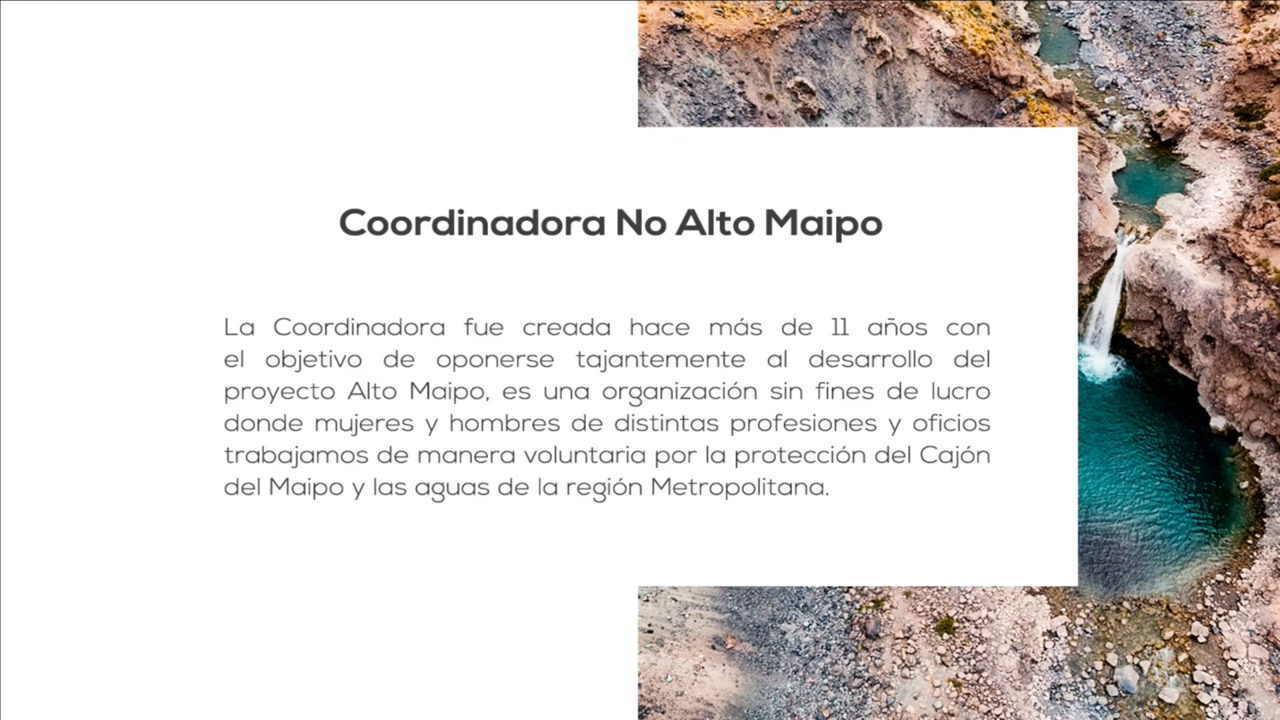 Coordinadora No Alto Maipo
La Coordinadora fue creada hace más de 11 años con
el objetivo de oponerse tajantemente al desarrollo del
proyecto Alto Maipo, es una organización sin fines de lucro
donde mujeres y hombres de distintas profesiones y oficios
trabajamos de manera voluntaria por la protección del Cajón
del Maipo y las aguas de la región Metropolitana.